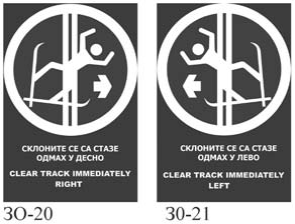 СКЛОНИТЕ СЕ СА СТАЗЕ
ОДМАХ У ДЕСНО
CLEAR TRACK IMMEDIATELY
RIGHT
ЗО-20
СКЛОНИТЕ СЕ СА СТАЗЕ
ОДМАХ У ЛЕВО
CLEAR TRACK IMMEDIATELY
LEFT
30-21